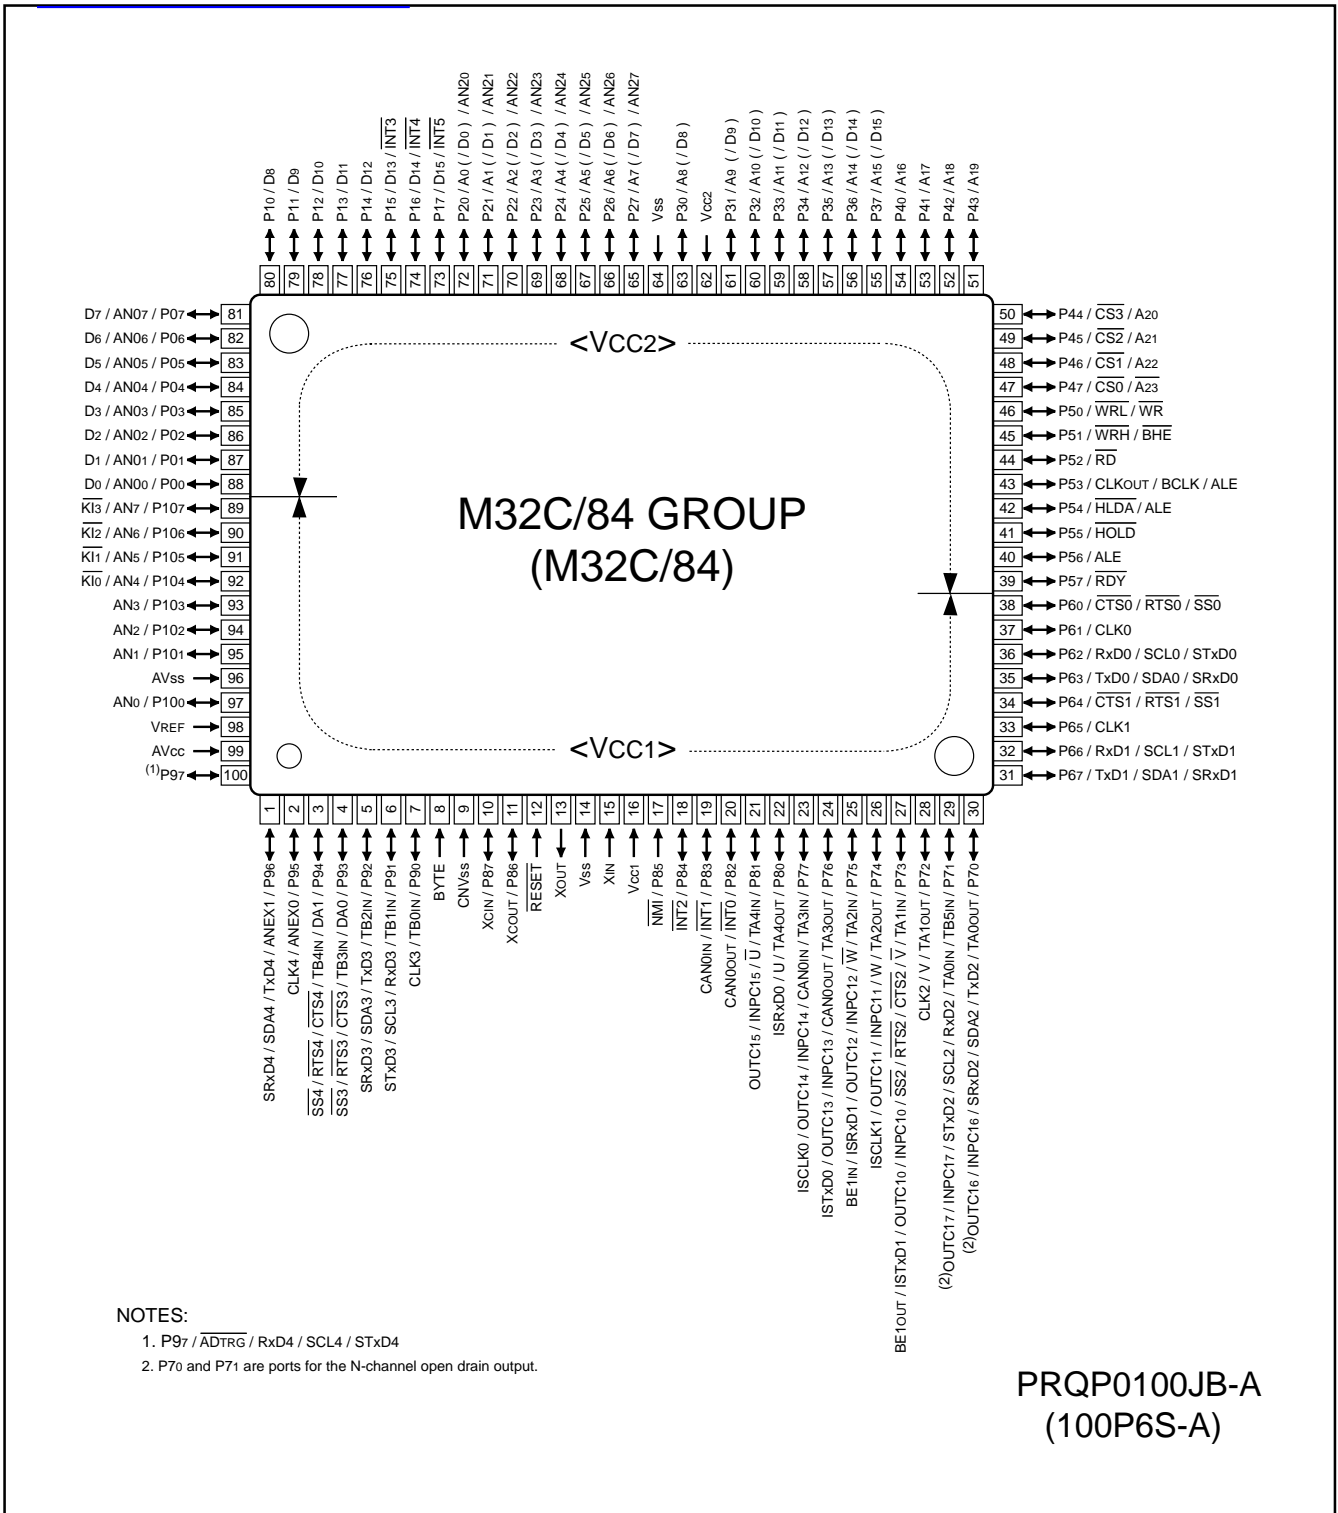 P10 / D8
P11 / D9
P12 / D10
P13 / D11
P14 / D12
P15 / D13 / INT3
P16 / D14 / INT4
P17 / D15 / INT5
P20 / A0 ( / D0 ) / AN20
P21 / A1 ( / D1 ) / AN21
P22 / A2 ( / D2 ) / AN22
P23 / A3 ( / D3 ) / AN23
P24 / A4 ( / D4 ) / AN24
P25 / A5 ( / D5 ) / AN25
P26 / A6 ( / D6 ) / AN26
P27 / A7 ( / D7 ) / AN27
Vss
P30 / A8 ( / D8 )
Vcc2
P31 / A9 ( / D9 )
P32 / A10 ( / D10 )
P33 / A11 ( / D11 )
P34 / A12 ( / D12 )
P35 / A13 ( / D13 )
P36 / A14 ( / D14 )
P37 / A15 ( / D15 )
P40 / A16
P41 / A17
P42 / A18
P43 / A19
80 79 78 77 76 75 74 73 72 71 70 69 68 67 66 65 64 63 62 61 60 59 58 57 56 55 54 53 52 51
D7 / AN07 / P07 81
D6 / AN06 / P06 82
D5 / AN05 / P05 83
D4 / AN04 / P04 84
D3 / AN03 / P03 85
D2 / AN02 / P02 86
D1 / AN01 / P01 87
D0 / AN00 / P00 88
KI3 / AN7 / P107 89
KI2 / AN6 / P106 90
KI1 / AN5 / P105 91
KI0 / AN4 / P104 92
AN3 / P103 93
AN2 / P102 94
AN1 / P101 95
AVss 96
AN0 / P100 97
VREF 98
AVcc 99
(1)P97 100
<VCC2>
M32C/84 GROUP
(M32C/84)
<VCC1>
50 P44 / CS3 / A20
49 P45 / CS2 / A21
48 P46 / CS1 / A22
47 P47 / CS0 / A23
46 P50 / WRL / WR
45 P51 / WRH / BHE
44 P52 / RD
43 P53 / CLKOUT / BCLK / ALE
42 P54 / HLDA / ALE
41 P55 / HOLD
40 P56 / ALE
39 P57 / RDY
38 P60 / CTS0 / RTS0 / SS0
37 P61 / CLK0
36 P62 / RxD0 / SCL0 / STxD0
35 P63 / TxD0 / SDA0 / SRxD0
34 P64 / CTS1 / RTS1 / SS1
33 P65 / CLK1
32 P66 / RxD1 / SCL1 / STxD1
31 P67 / TxD1 / SDA1 / SRxD1
1 2 3 4 5 6 7 8 9 10 11 12 13 14 15 16 17 18 19 20 21 22 23 24 25 26 27 28 29 30
SRxD4 / SDA4 / TxD4 / ANEX1 / P96
CLK4 / ANEX0 / P95
SS4 / RTS4 / CTS4 / TB4IN / DA1 / P94
SS3 / RTS3 / CTS3 / TB3IN / DA0 / P93
SRxD3 / SDA3 / TxD3 / TB2IN / P92
STxD3 / SCL3 / RxD3 / TB1IN / P91
CLK3 / TB0IN / P90
BYTE
CNVss
XCIN / P87
XCOUT / P86
RESET
XOUT
Vss
XIN
Vcc1
NMI / P85
INT2 / P84
CAN0IN / INT1 / P83
CAN0OUT / INT0 / P82
OUTC15 / INPC15 / U / TA4IN / P81
ISRxD0 / U / TA4OUT / P80
ISCLK0 / OUTC14 / INPC14 / CAN0IN / TA3IN / P77
ISTxD0 / OUTC13 / INPC13 / CAN0OUT / TA3OUT / P76
BE1IN / ISRxD1 / OUTC12 / INPC12 / W / TA2IN / P75
ISCLK1 / OUTC11 / INPC11 / W / TA2OUT / P74
BE1OUT / ISTxD1 / OUTC10 / INPC10 / SS2 / RTS2 / CTS2 / V / TA1IN / P73
CLK2 / V / TA1OUT / P72
(2)OUTC17 / INPC17 / STxD2 / SCL2 / RxD2 / TA0IN / TB5IN / P71
(2)OUTC16 / INPC16 / SRxD2 / SDA2 / TxD2 / TA0OUT / P70
NOTES:
1. P97 / ADTRG / RxD4 / SCL4 / STxD4
2. P70 and P71 are ports for the N-channel open drain output.
PRQP0100JB-A
(100P6S-A)